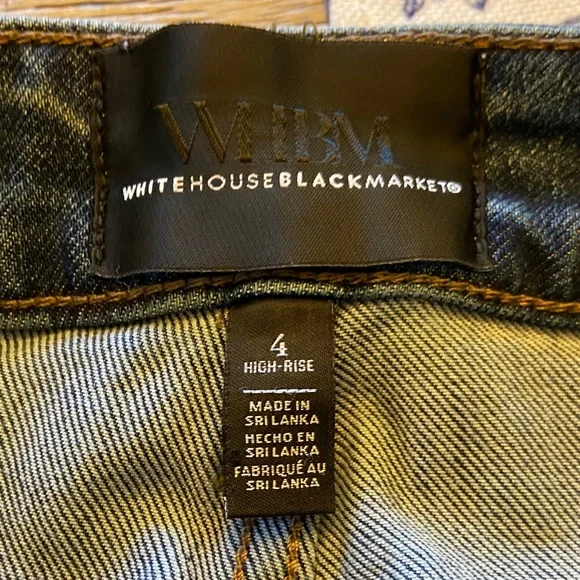 WHBM
WHITEHOUSEBLACKMARKET®
4
HIGH-RISE
MADE IN
SRI LANKA
HECHO EN
SRI LANKA
FABRIQUÉ AU
SRI LANKA